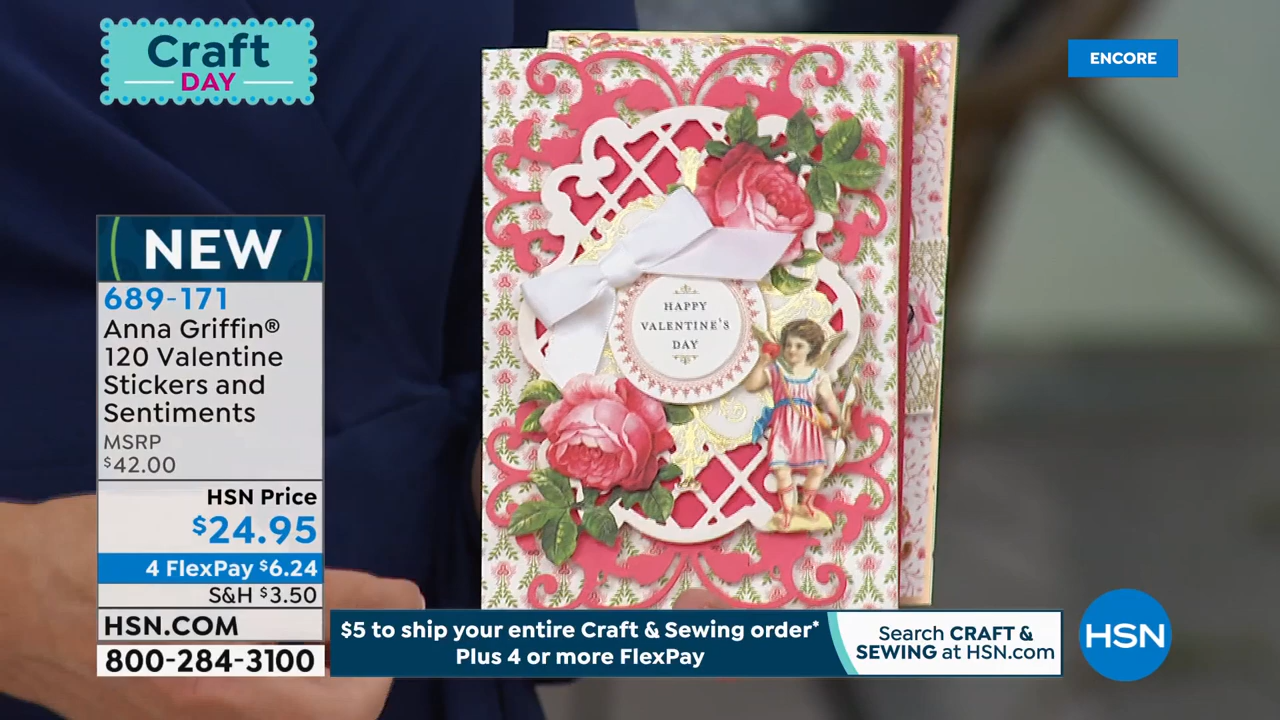 Craft
DAY
ENCORE
(NEW)
689-171
Anna Griffin®
120 Valentine
Stickers and
Sentiments
MSRP
$42.00
HSN Price
$24.95
4 FlexPay $6.24
S&H $3.50
HSN.COM
800-284-3100
HAPPY
VALENTINE'S
DAY
$5 to ship your entire Craft & Sewing order*
Plus 4 or more FlexPay
Search CRAFT &
SEWING at HSN.com
HSN